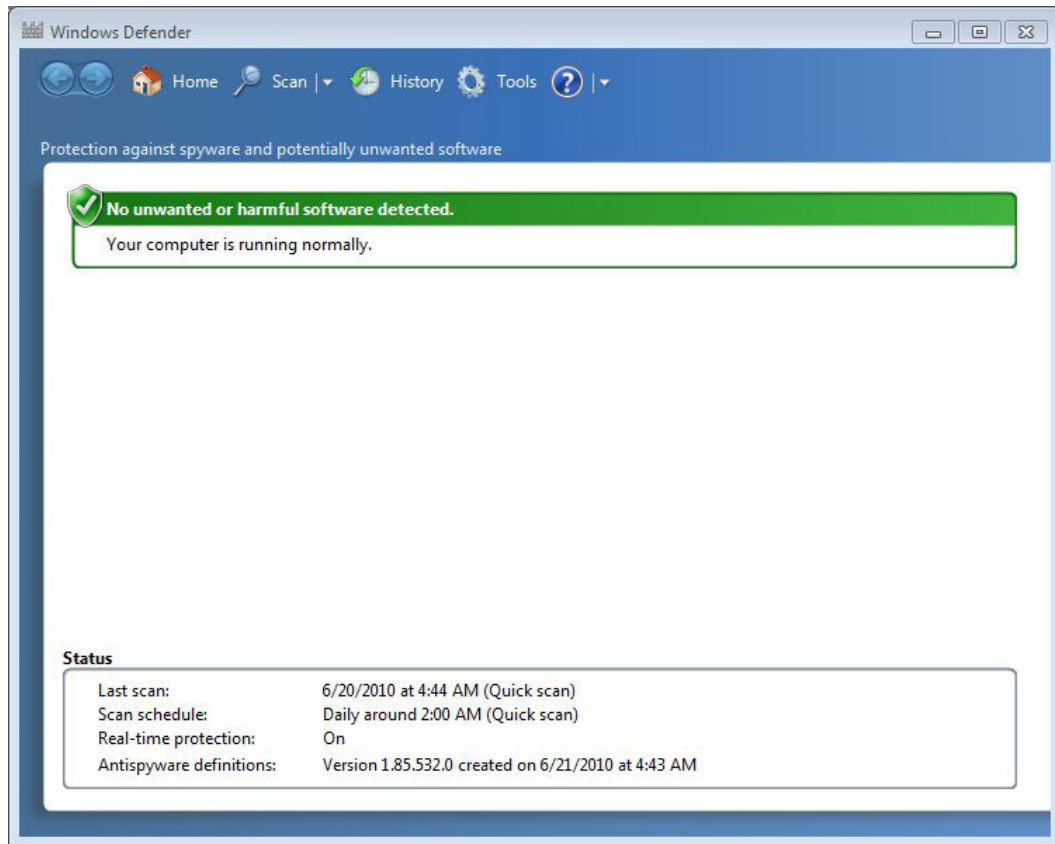 Windows Defender
Home Scan History Tools
Protection against spyware and potentially unwanted software
No unwanted or harmful software detected.
Your computer is running normally.
Status
Last scan: 6/20/2010 at 4:44 AM (Quick scan)
Scan schedule: Daily around 2:00 AM (Quick scan)
Real-time protection: On
Antispyware definitions: Version 1.85.532.0 created on 6/21/2010 at 4:43 AM